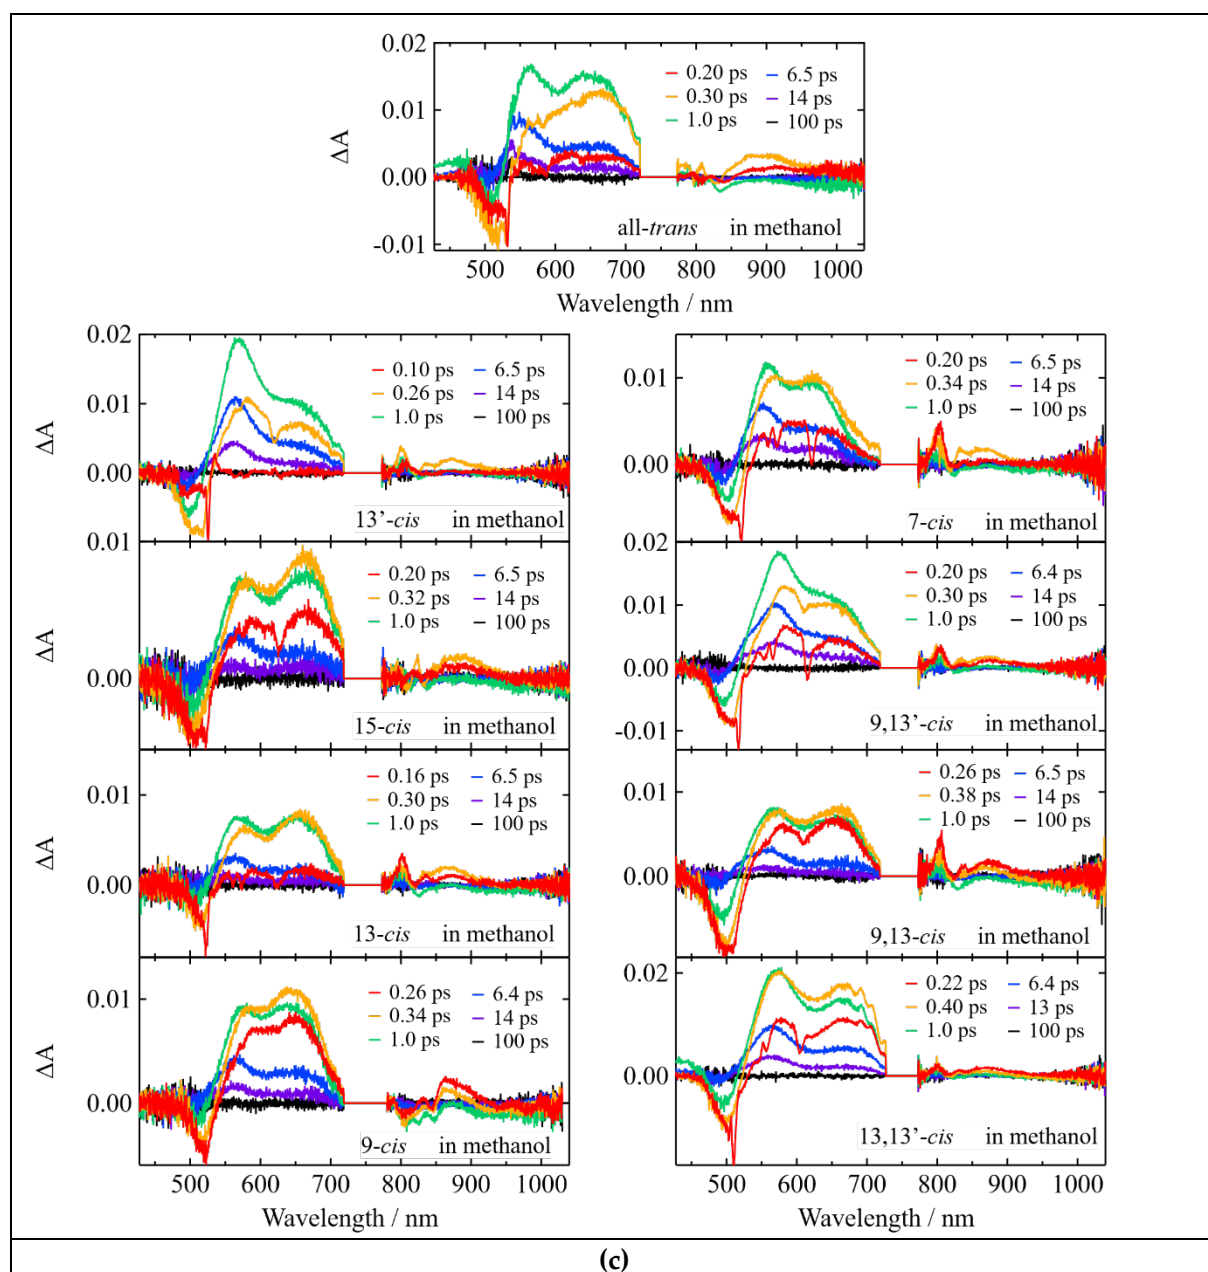 0.02
0.01
0.00
-0.01
ΔA
0.20 ps
0.30 ps
1.0 ps
6.5 ps
14 ps
100 ps
all-trans in methanol
500 600 700 800 900 1000
Wavelength / nm
0.02
0.01
0.00
ΔA
0.10 ps
0.26 ps
1.0 ps
6.5 ps
14 ps
100 ps
13’-cis in methanol
0.01
0.00
0.20 ps
0.34 ps
1.0 ps
6.5 ps
14 ps
100 ps
7-cis in methanol
0.01
0.00
ΔA
0.20 ps
0.32 ps
1.0 ps
6.5 ps
14 ps
100 ps
15-cis in methanol
0.02
0.01
0.00
-0.01
0.20 ps
0.30 ps
1.0 ps
6.4 ps
14 ps
100 ps
9,13’-cis in methanol
0.01
0.00
ΔA
0.16 ps
0.30 ps
1.0 ps
6.5 ps
14 ps
100 ps
13-cis in methanol
0.01
0.00
0.26 ps
0.38 ps
1.0 ps
6.5 ps
14 ps
100 ps
9,13-cis in methanol
0.01
0.00
ΔA
0.26 ps
0.34 ps
1.0 ps
6.4 ps
14 ps
100 ps
9-cis in methanol
500 600 700 800 900 1000
Wavelength / nm
0.02
0.00
0.22 ps
0.40 ps
1.0 ps
6.4 ps
13 ps
100 ps
13,13’-cis in methanol
500 600 700 800 900 1000
Wavelength / nm
(c)